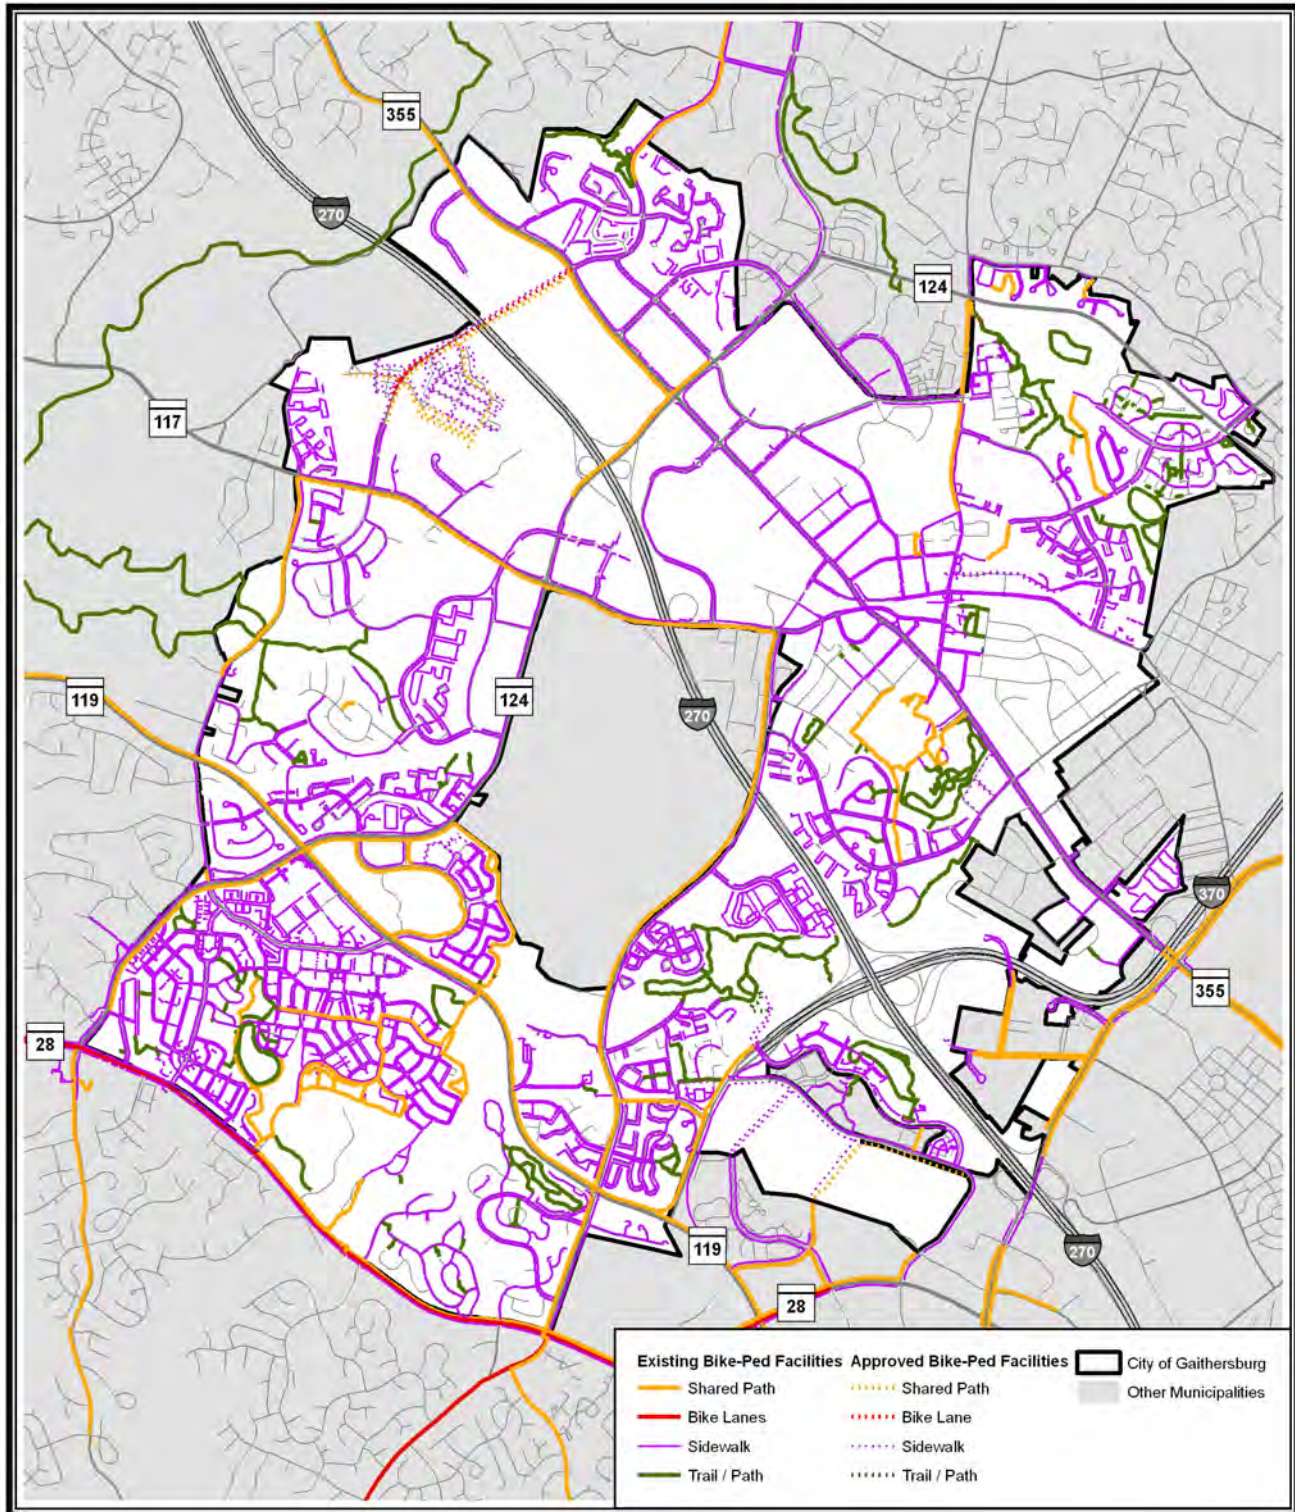 355
270
124
117
119
124
270
370
355
28
119
270
28
Existing Bike-Ped Facilities Approved Bike-Ped Facilities City of Gaithersburg
Shared Path Shared Path Other Municipalities
Bike Lanes Bike Lane
Sidewalk Sidewalk
Trail / Path Trail / Path